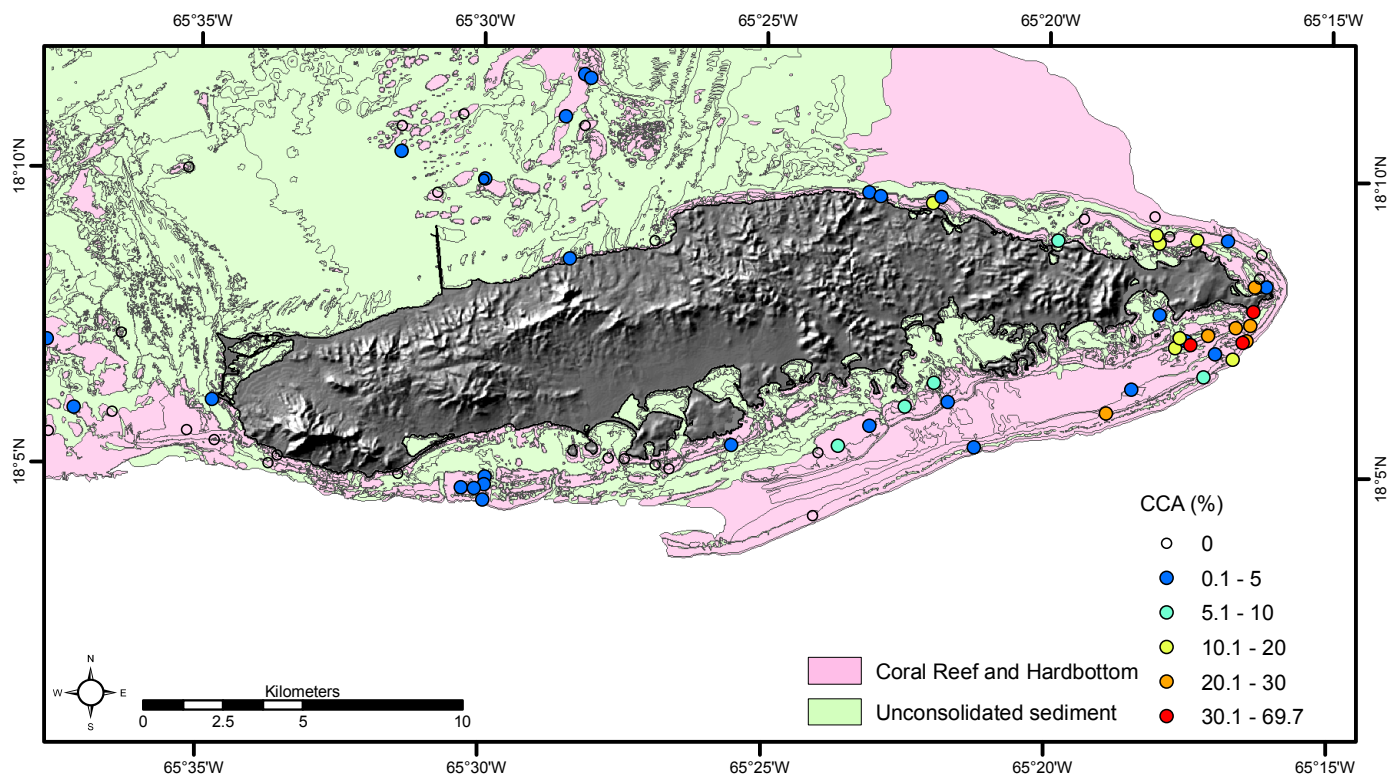 65°35'W 65°30'W 65°25'W 65°20'W 65°15'W
18°10'N 18°10'N
18°5'N 18°5'N
CCA (%)
0
0.1 - 5
5.1 - 10
10.1 - 20
20.1 - 30
30.1 - 69.7
Coral Reef and Hardbottom
Unconsolidated sediment
N
W E
S
Kilometers
0 2.5 5 10
65°35'W 65°30'W 65°25'W 65°20'W 65°15'W